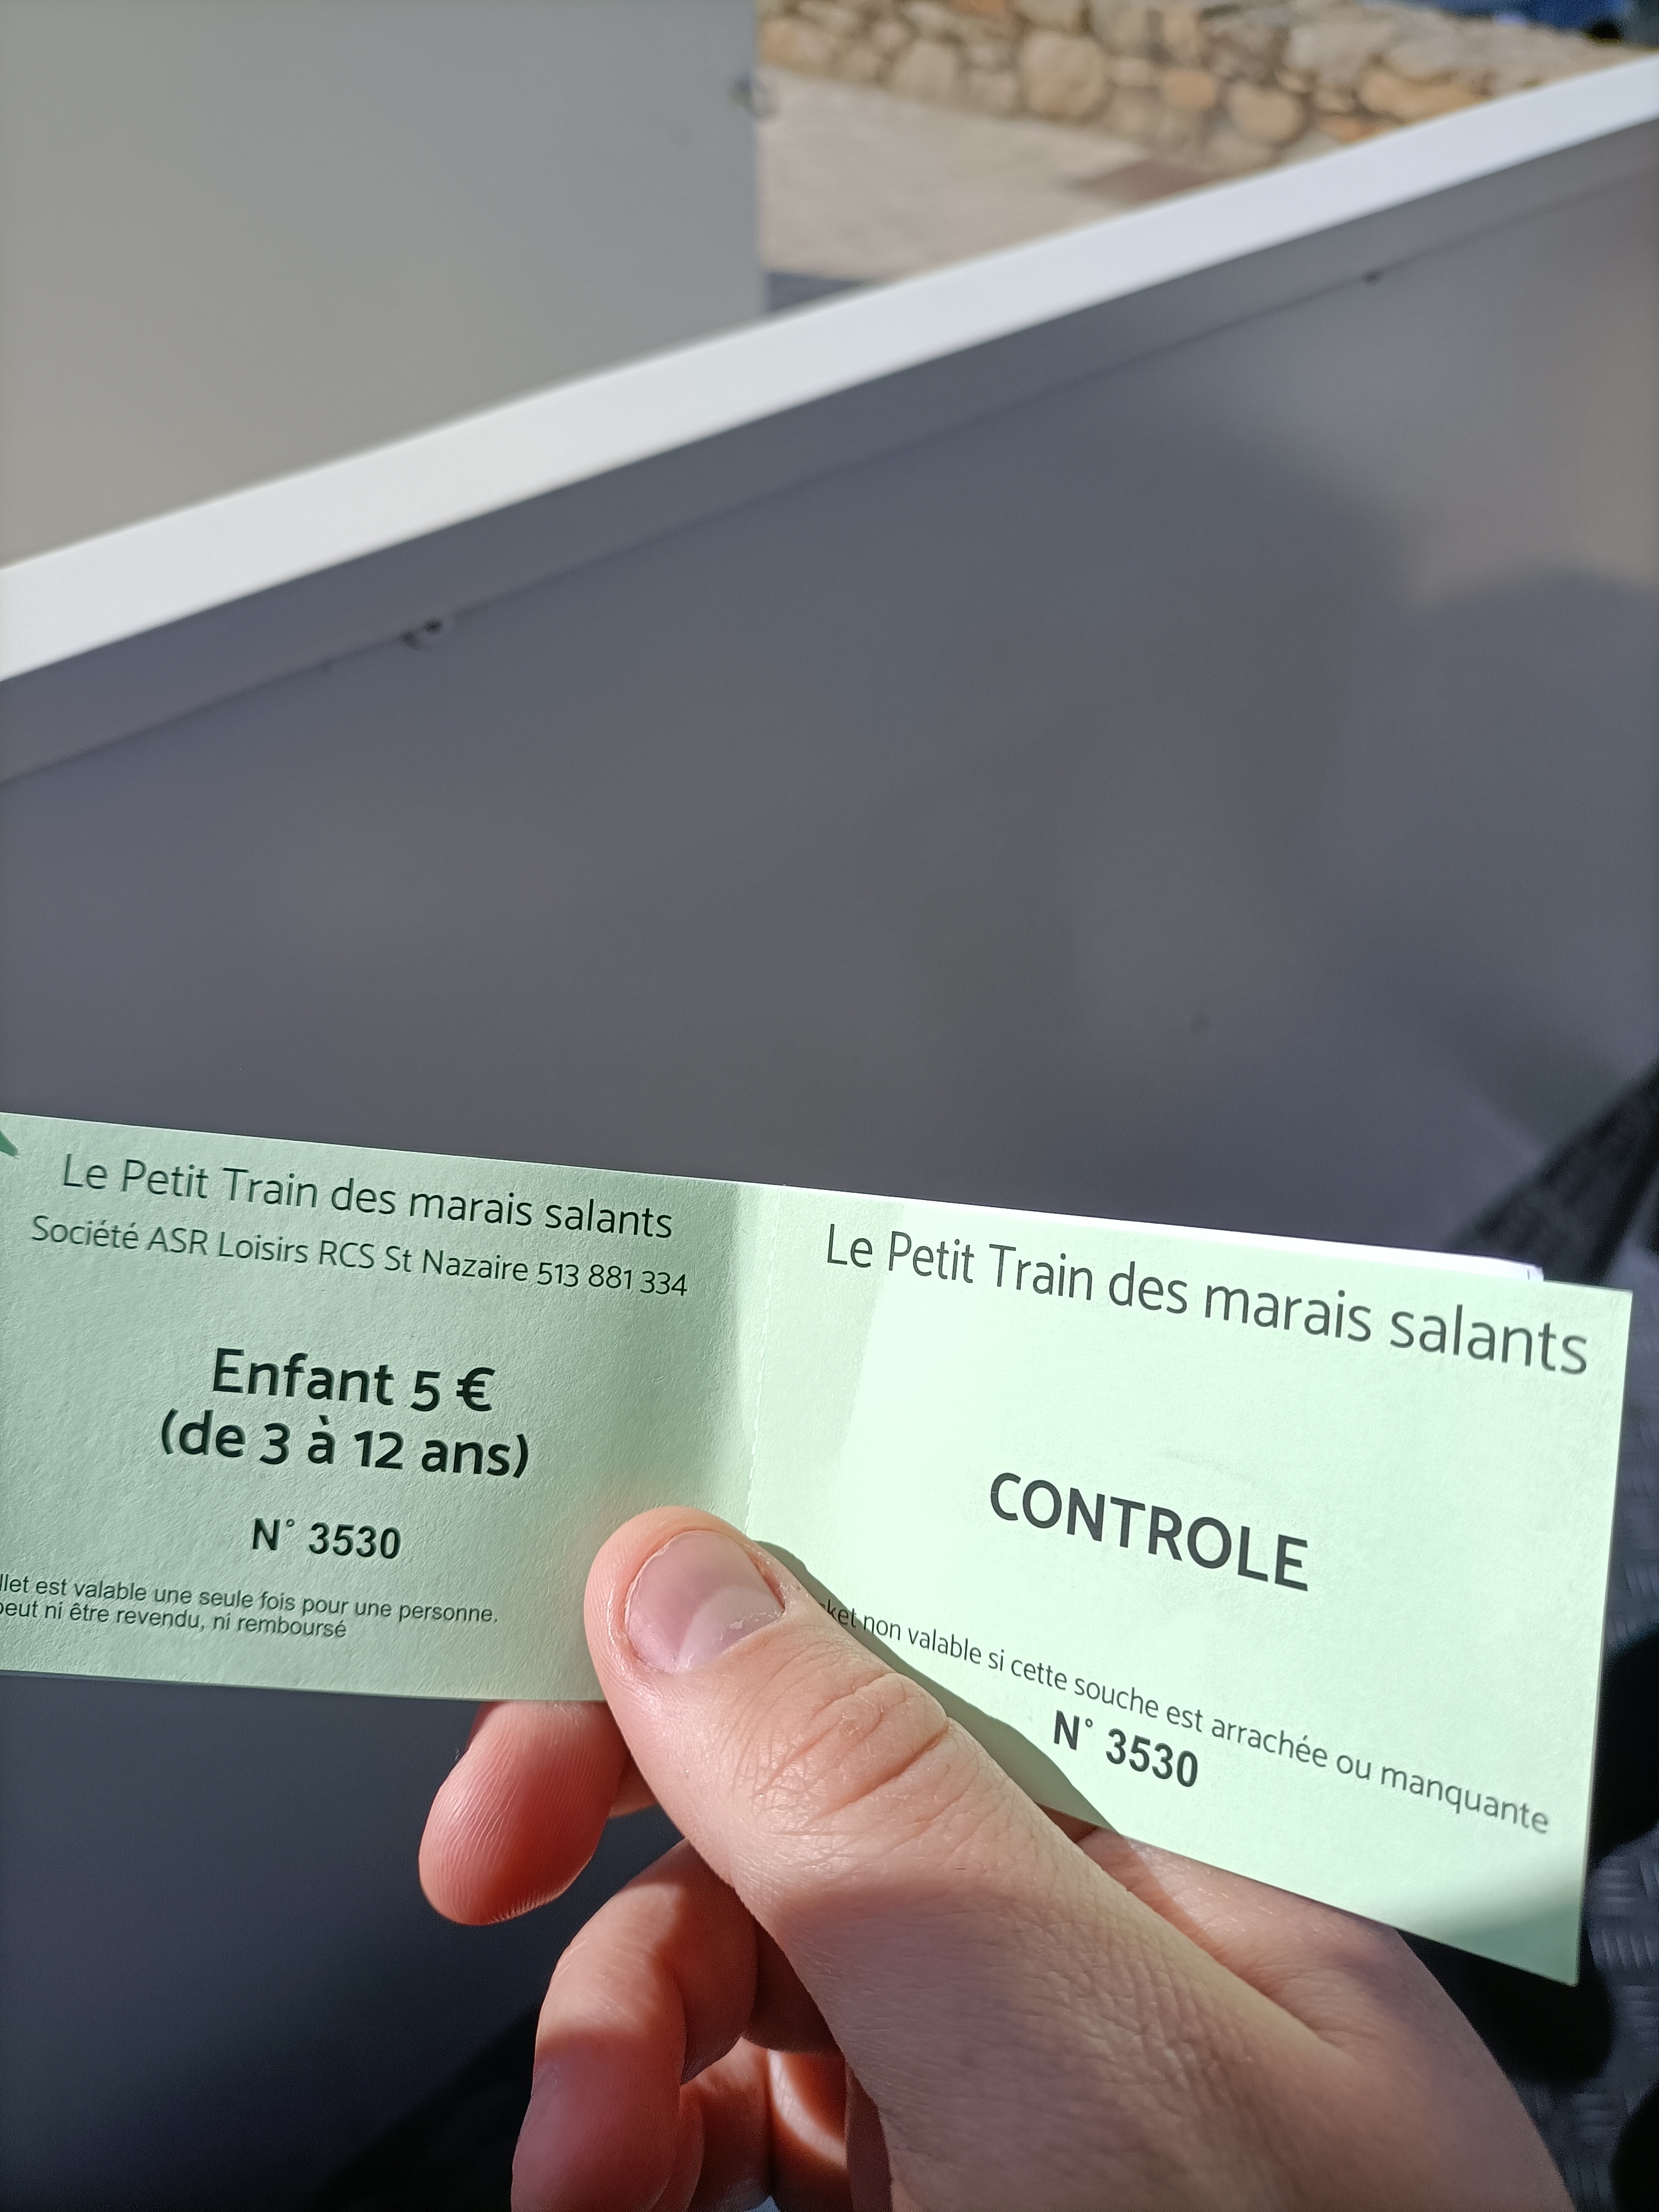 Le Petit Train des marais salants
Société ASR Loisirs RCS St Nazaire 513 881 334
Enfant 5 €
(de 3 à 12 ans)
N° 3530
est valable une seule fois pour une personne.
ni être revendu, ni remboursé
Le Petit Train des marais salants
CONTROLE
non valable si cette souche est arrachée ou manquante
N° 3530